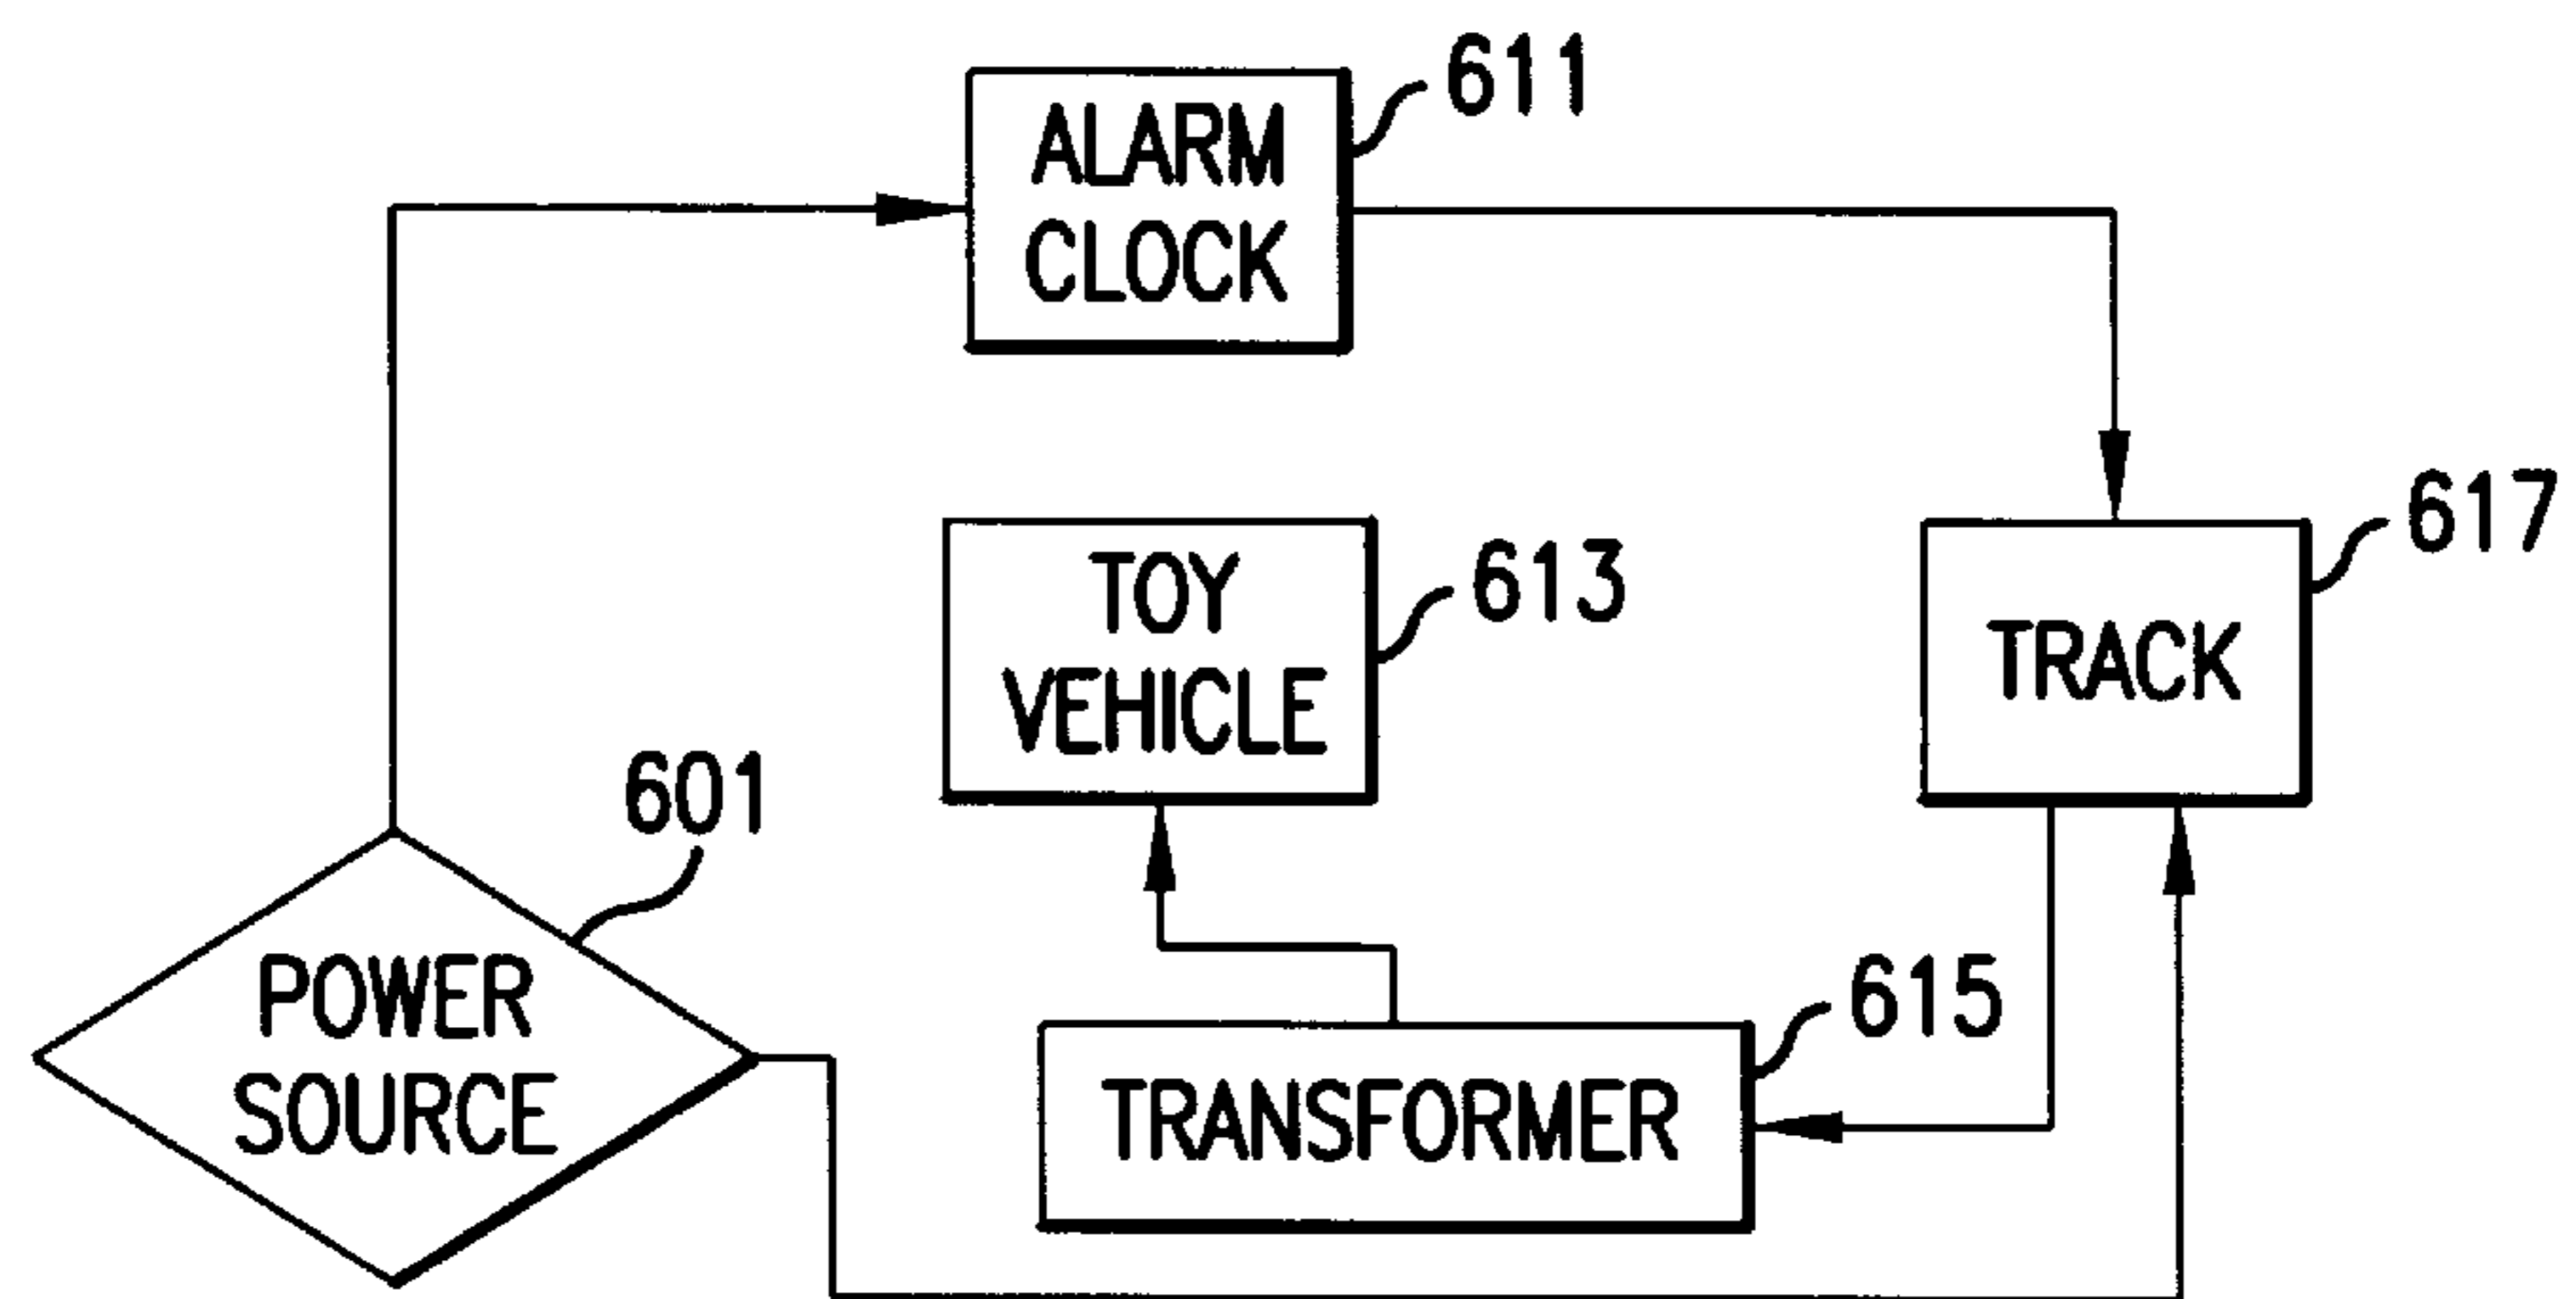 611
ALARM
CLOCK
617
TOY
VEHICLE
613
TRACK
601
POWER
SOURCE
615
TRANSFORMER